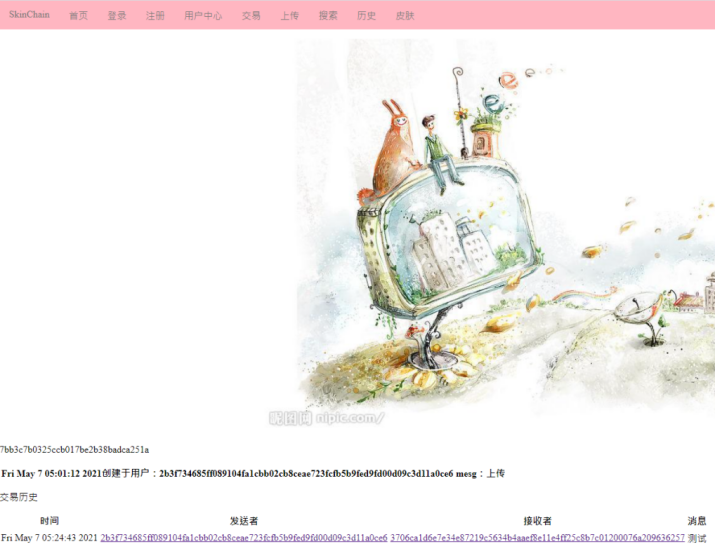 SkinChain 首页 登录 注册 用户中心 交易 上传 搜索 历史 皮肤
昵图网 nipic.com/
7bb3c7b0325ccb017be2b38badca251a
Fri May 7 05:01:12 2021创建于用户：2b3f734685ff089104fa1cbb02cb8ceae723fcfb5b9fed9fd00d09c3d11a0ce6 mesg：上传
交易历史
时间 发送者 接收者 消息
Fri May 7 05:24:43 2021 2b3f734685ff089104fa1cbb02cb8ceae723fcfb5b9fed9fd00d09c3d11a0ce6 3706ca1d6e7e34e87219c5634b4aaef8e11e4ff25c8b7c01200076a209636257 测试